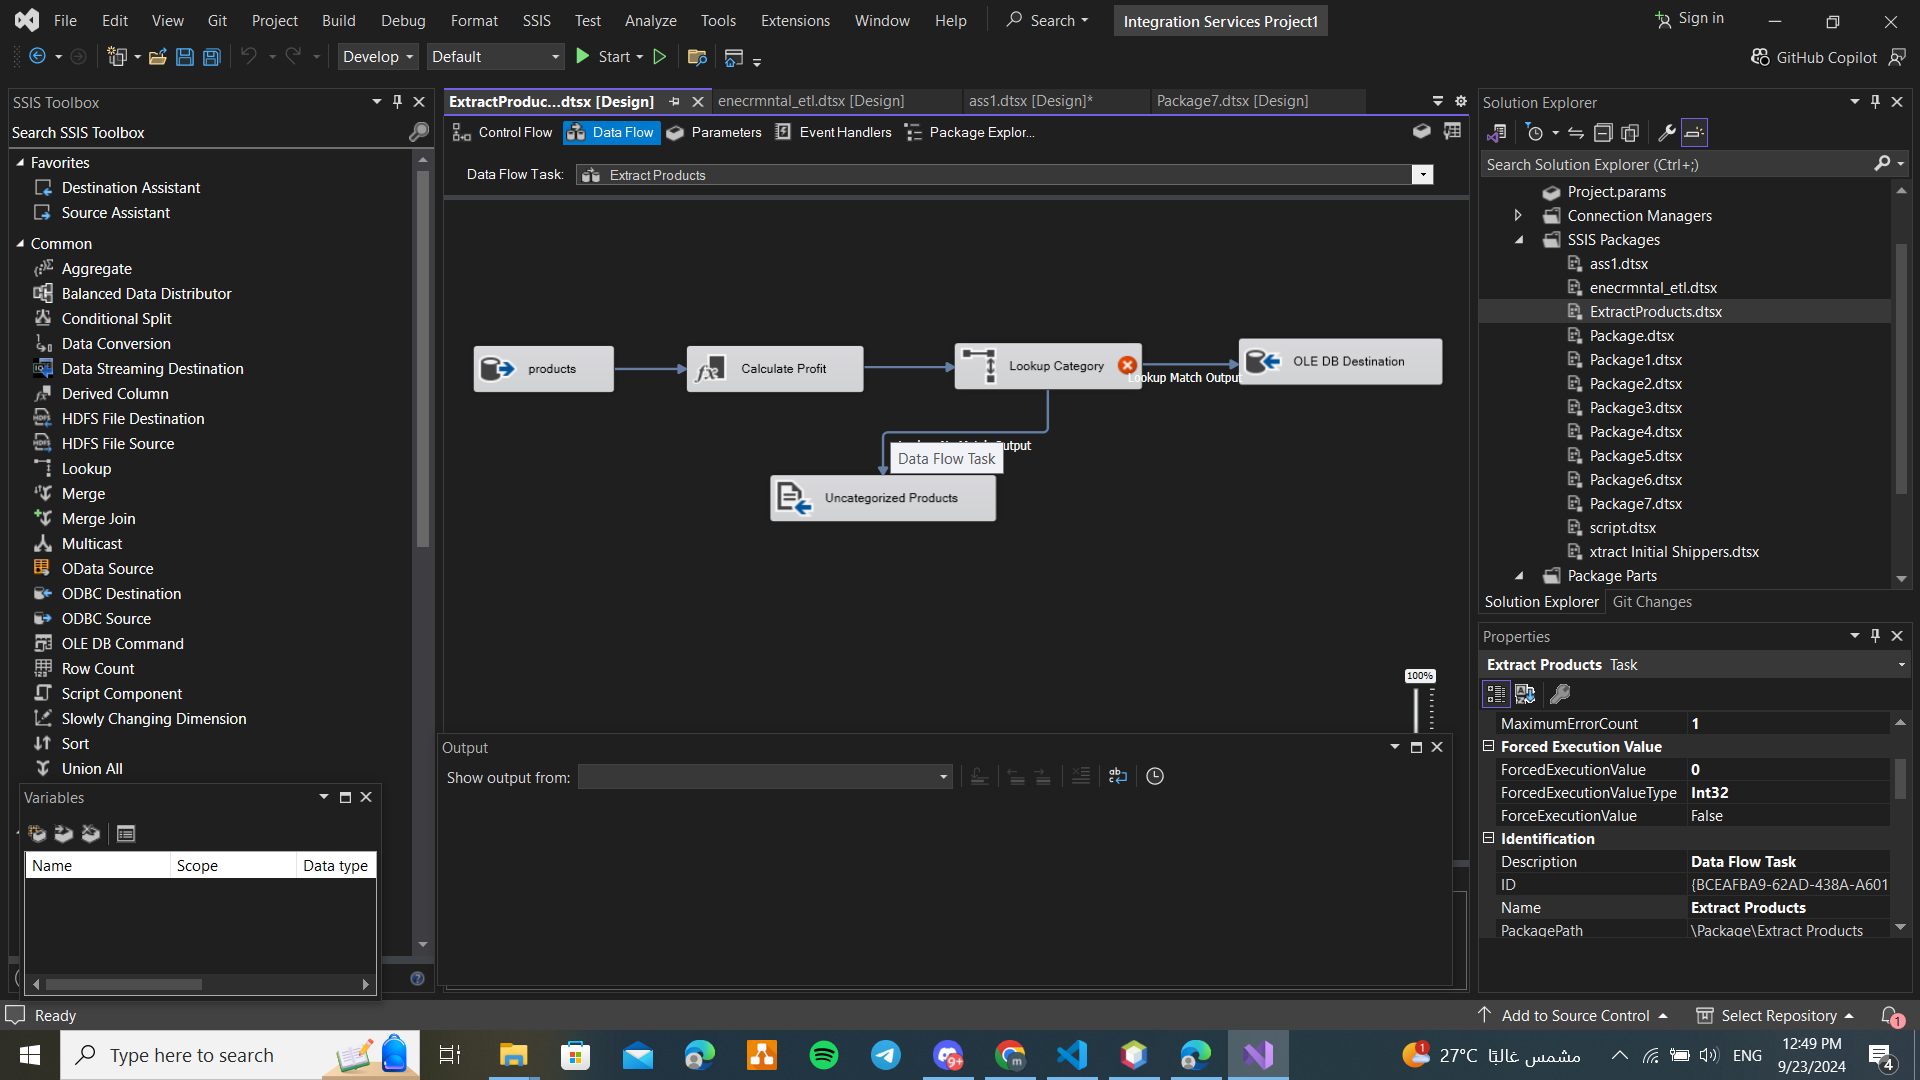 File Edit View Git Project Build Debug Format SSIS Test Analyze Tools Extensions Window Help Search Integration Services Project1 Sign in
Develop Default Start GitHub Copilot
SSIS Toolbox
Search SSIS Toolbox
Favorites
Destination Assistant
Source Assistant
Common
Aggregate
Balanced Data Distributor
Conditional Split
Data Conversion
Data Streaming Destination
Derived Column
HDFS File Destination
HDFS File Source
Lookup
Merge
Merge Join
Multicast
OData Source
ODBC Destination
ODBC Source
OLE DB Command
Row Count
Script Component
Slowly Changing Dimension
Sort
Union All
Variables
Name Scope Data type
ExtractProduc...dtsx [Design] enecrmntal_etl.dtsx [Design] ass1.dtsx [Design]* Package7.dtsx [Design]
Control Flow Data Flow Parameters Event Handlers Package Explor...
Data Flow Task: Extract Products
products
Calculate Profit
Lookup Category
Lookup Match Output
OLE DB Destination
Output
Data Flow Task
Uncategorized Products
100%
Output
Show output from:
Solution Explorer
Search Solution Explorer (Ctrl+;)
Project.params
Connection Managers
SSIS Packages
ass1.dtsx
enecrmntal_etl.dtsx
ExtractProducts.dtsx
Package.dtsx
Package1.dtsx
Package2.dtsx
Package3.dtsx
Package4.dtsx
Package5.dtsx
Package6.dtsx
Package7.dtsx
script.dtsx
xtract Initial Shippers.dtsx
Package Parts
Solution Explorer Git Changes
Properties
Extract Products Task
MaximumErrorCount 1
Forced Execution Value
ForcedExecutionValue 0
ForcedExecutionValueType Int32
ForceExecutionValue False
Identification
Description Data Flow Task
ID {BCEAFBA9-62AD-438A-A601
Name Extract Products
PackagePath \Package\Extract Products
Ready Add to Source Control Select Repository 1
Type here to search 9+ 1 27°C مشمس غالبًا ENG 12:49 PM
9/23/2024 4